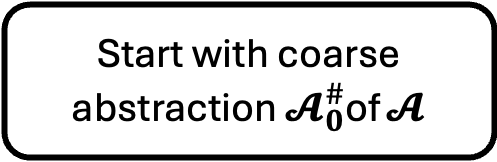 Start with coarse
abstraction 𝓐₀^# of 𝓐